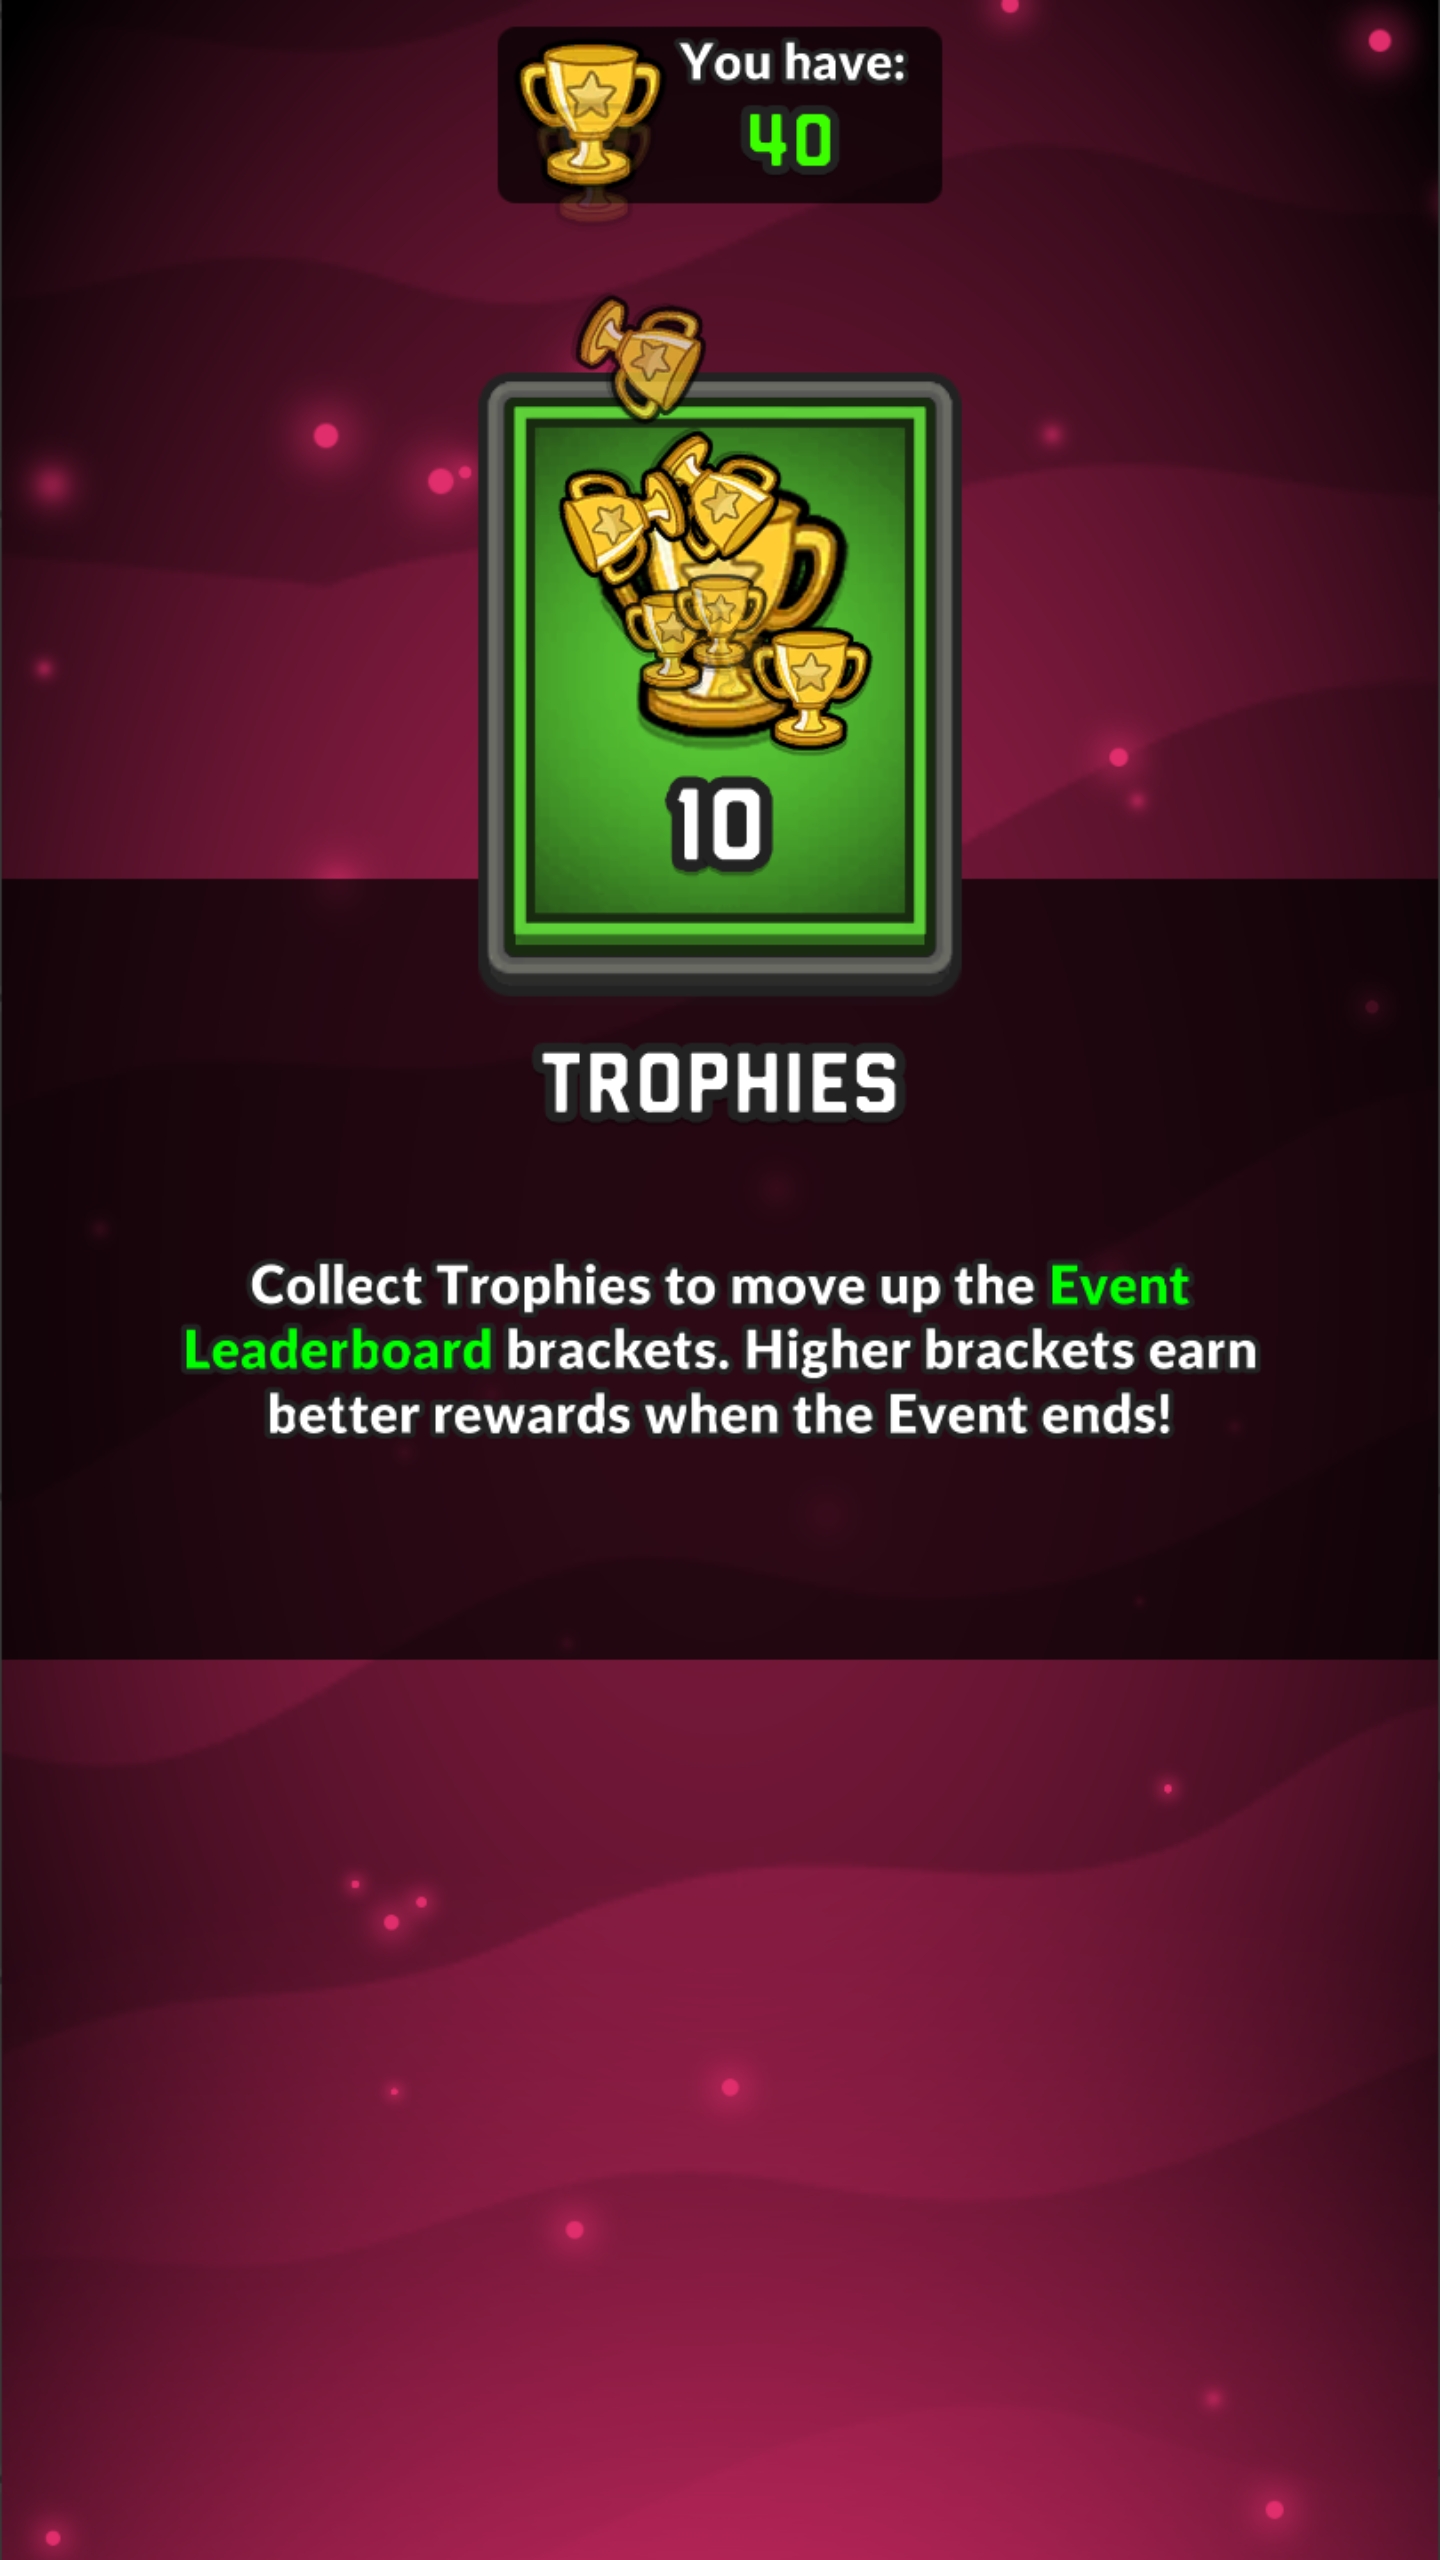 You have:
40
10
TROPHIES
Collect Trophies to move up the Event
Leaderboard brackets. Higher brackets earn
better rewards when the Event ends!